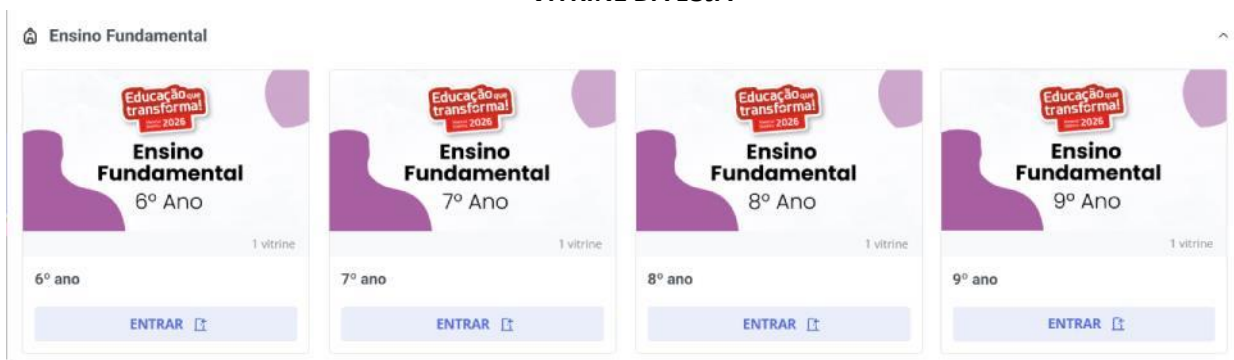 Ensino Fundamental
Educação que
transforma!
2026
Ensino
Fundamental
6º Ano
1 vitrine
6º ano
ENTRAR
Educação que
transforma!
2026
Ensino
Fundamental
7º Ano
1 vitrine
7º ano
ENTRAR
Educação que
transforma!
2026
Ensino
Fundamental
8º Ano
1 vitrine
8º ano
ENTRAR
Educação que
transforma!
2026
Ensino
Fundamental
9º Ano
1 vitrine
9º ano
ENTRAR